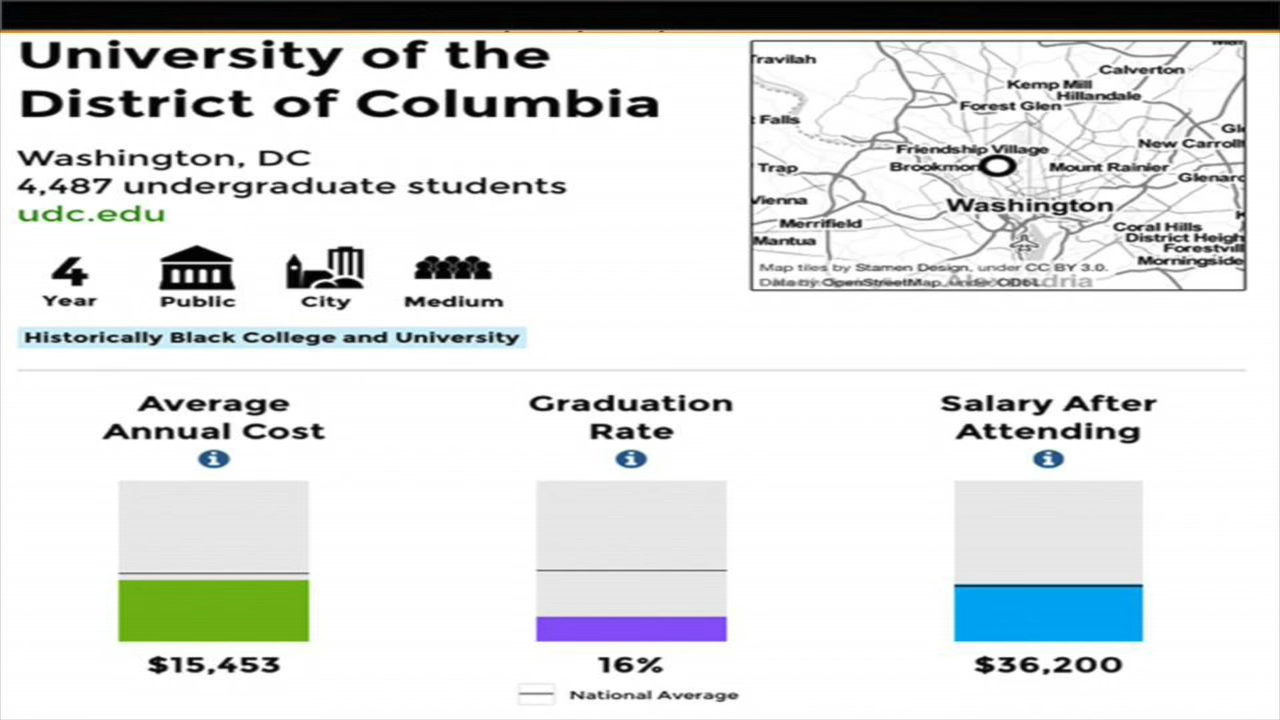 University of the
District of Columbia
Washington, DC
4,487 undergraduate students
udc.edu
4
Year
Public
City
Medium
Historically Black College and University
Travilah
Calverton
Kemp Mill
Hillandale
Forest Glen
Falls
New Carroll
Friendship Village
Trap
Brookmon
Mount Rainier
Glenard
Vienna
Washington
Merrifield
Coral Hills
Mantua
District Heigh
Forestvill
Morningside
Map tiles by Stamen Design, under CC BY 3.0.
Data by OpenStreetMap, under ODbL.
Average
Annual Cost
Graduation
Rate
Salary After
Attending
$15,453
16%
$36,200
National Average